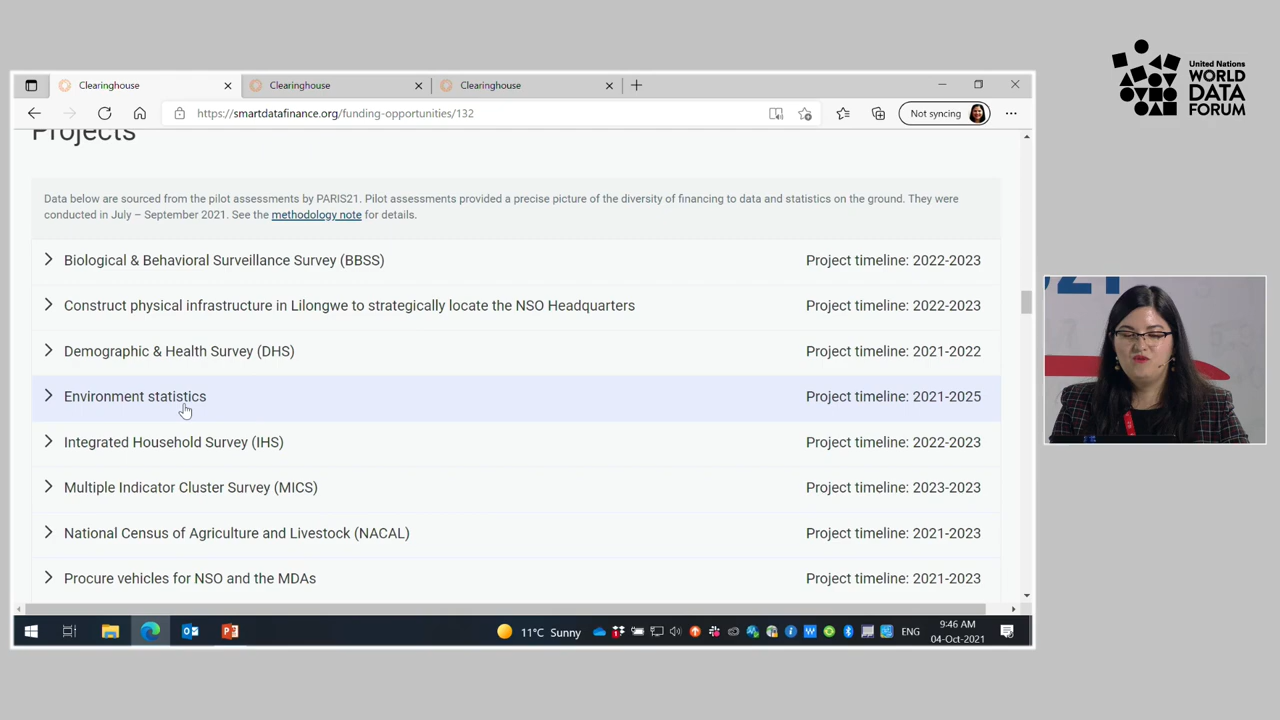 United Nations
WORLD
DATA
FORUM
Clearinghouse
Clearinghouse
Clearinghouse
https://smartdatafinance.org/funding-opportunities/132
Not syncing
Projects
Data below are sourced from the pilot assessments by PARIS21. Pilot assessments provided a precise picture of the diversity of financing to data and statistics on the ground. They were
conducted in July – September 2021. See the methodology note for details.
Biological & Behavioral Surveillance Survey (BBSS) Project timeline: 2022-2023
Construct physical infrastructure in Lilongwe to strategically locate the NSO Headquarters Project timeline: 2022-2023
Demographic & Health Survey (DHS) Project timeline: 2021-2022
Environment statistics Project timeline: 2021-2025
Integrated Household Survey (IHS) Project timeline: 2022-2023
Multiple Indicator Cluster Survey (MICS) Project timeline: 2023-2023
National Census of Agriculture and Livestock (NACAL) Project timeline: 2021-2023
Procure vehicles for NSO and the MDAs Project timeline: 2021-2023
11°C Sunny
ENG
9:46 AM
04-Oct-2021